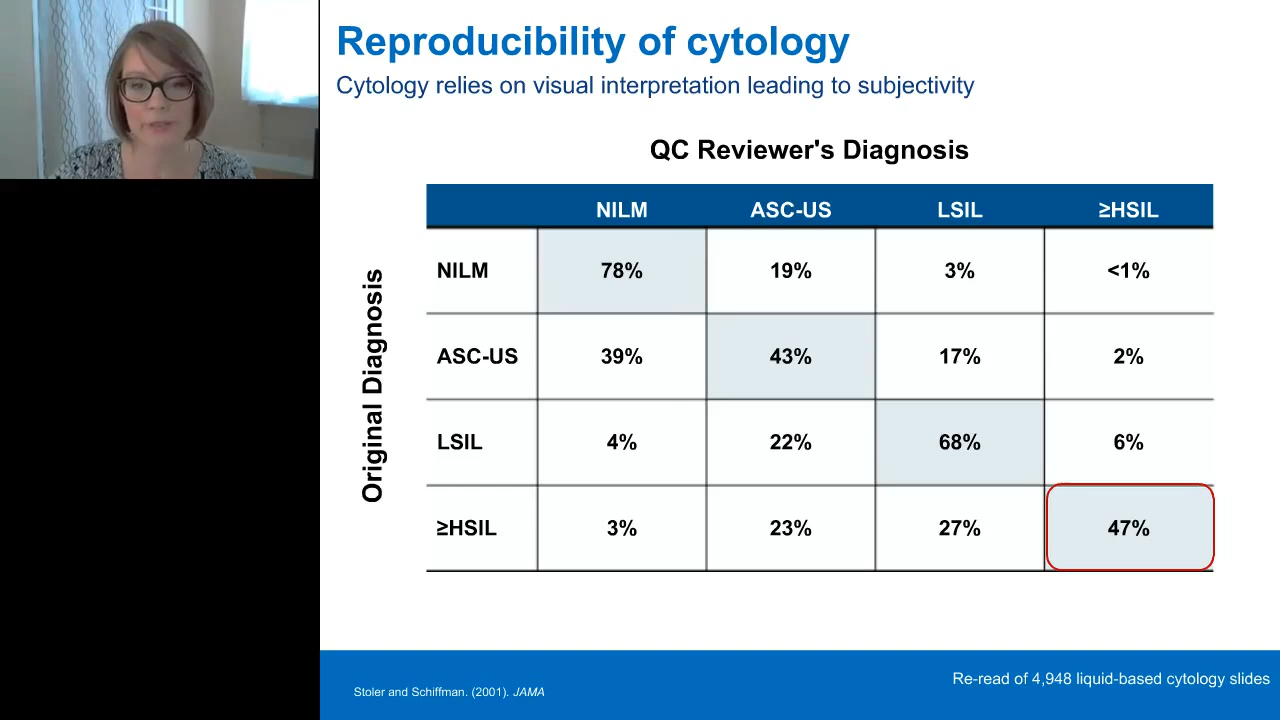 Reproducibility of cytology
Cytology relies on visual interpretation leading to subjectivity
QC Reviewer's Diagnosis
NILM ASC-US LSIL ≥HSIL
Original Diagnosis
NILM 78% 19% 3% <1%
ASC-US 39% 43% 17% 2%
LSIL 4% 22% 68% 6%
≥HSIL 3% 23% 27% 47%
Stoler and Schiffman. (2001). JAMA
Re-read of 4,948 liquid-based cytology slides